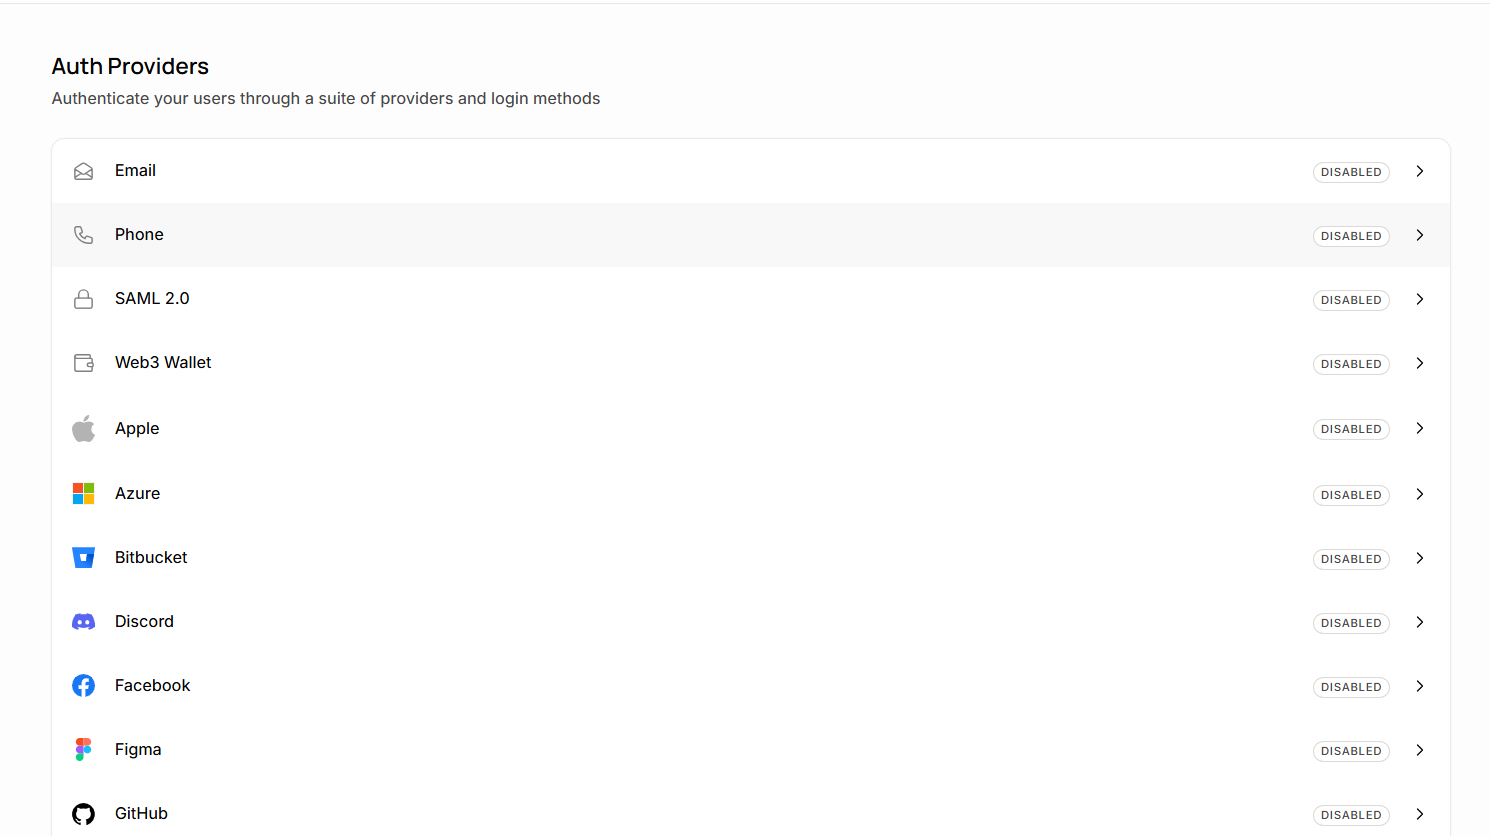 Auth Providers
Authenticate your users through a suite of providers and login methods
Email DISABLED
Phone DISABLED
SAML 2.0 DISABLED
Web3 Wallet DISABLED
Apple DISABLED
Azure DISABLED
Bitbucket DISABLED
Discord DISABLED
Facebook DISABLED
Figma DISABLED
GitHub DISABLED